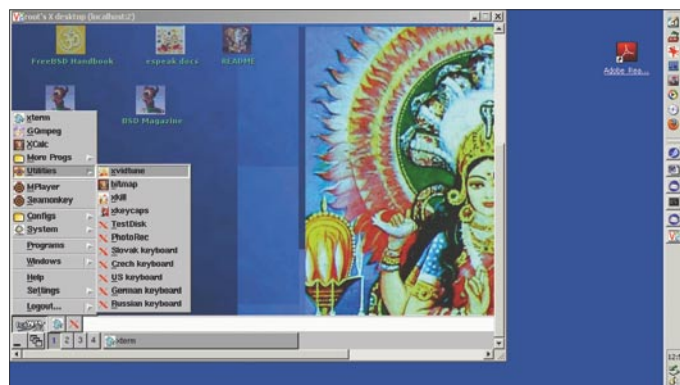 root's X desktop (localhost:2)
FreeBSD Handbook
espeak docs
README
BSD Magazine
Adobe Rea...
xterm
GQmpeg
XCalc
More Progs
Utilities
MPlayer
Seamonkey
Configs
System
Programs
Windows
Help
Settings
Logout...
xvidtune
bitmap
xkill
xkeycaps
TestDisk
PhotoRec
Slovak keyboard
Czech keyboard
US keyboard
German keyboard
Russian keyboard
1 2 3 4 xterm